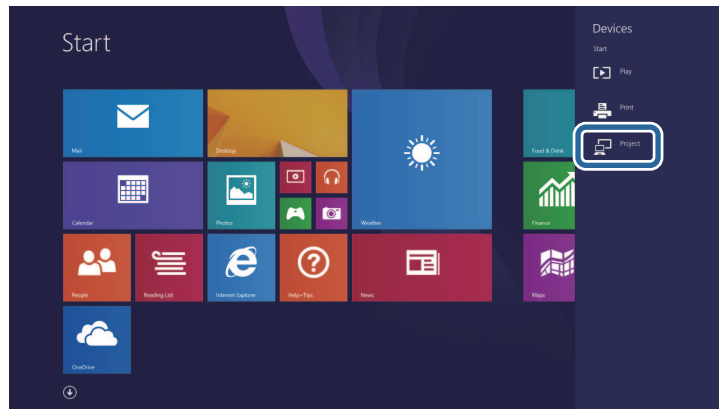 Start
Mail
Desktop
Weather
Food & Drink
Calendar
Photos
Finance
People
Reading List
Internet Explorer
Help+Tips
News
Maps
OneDrive
Devices
Start
Play
Print
Project